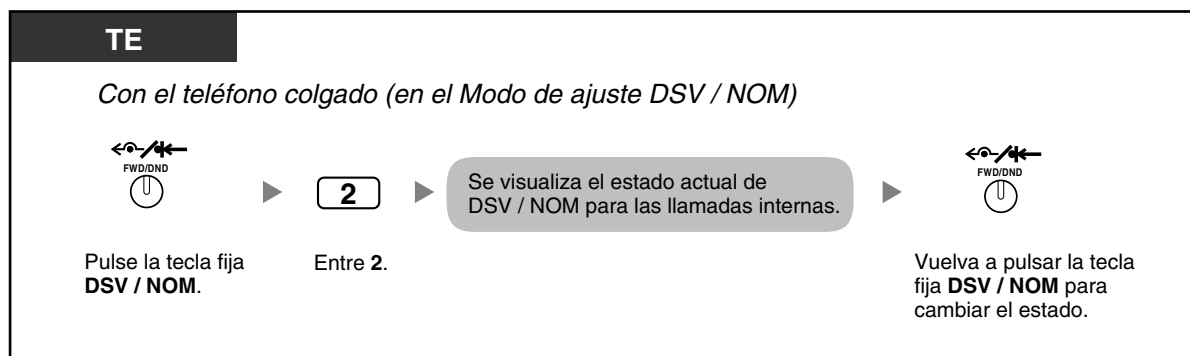 TE
Con el teléfono colgado (en el Modo de ajuste DSV / NOM)
FWD/DND
Pulse la tecla fija
DSV / NOM.
2
Entre 2.
Se visualiza el estado actual de
DSV / NOM para las llamadas internas.
FWD/DND
Vuelva a pulsar la tecla
fija DSV / NOM para
cambiar el estado.